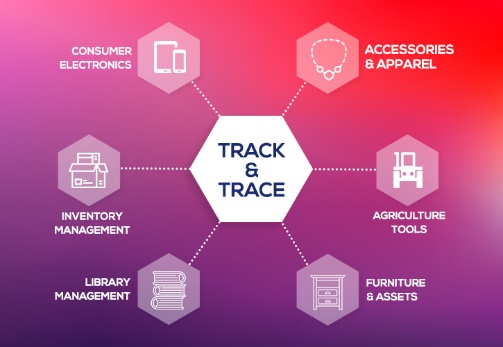 CONSUMER
ELECTRONICS
ACCESSORIES
& APPAREL
TRACK
&
TRACE
INVENTORY
MANAGEMENT
AGRICULTURE
TOOLS
LIBRARY
MANAGEMENT
FURNITURE
& ASSETS